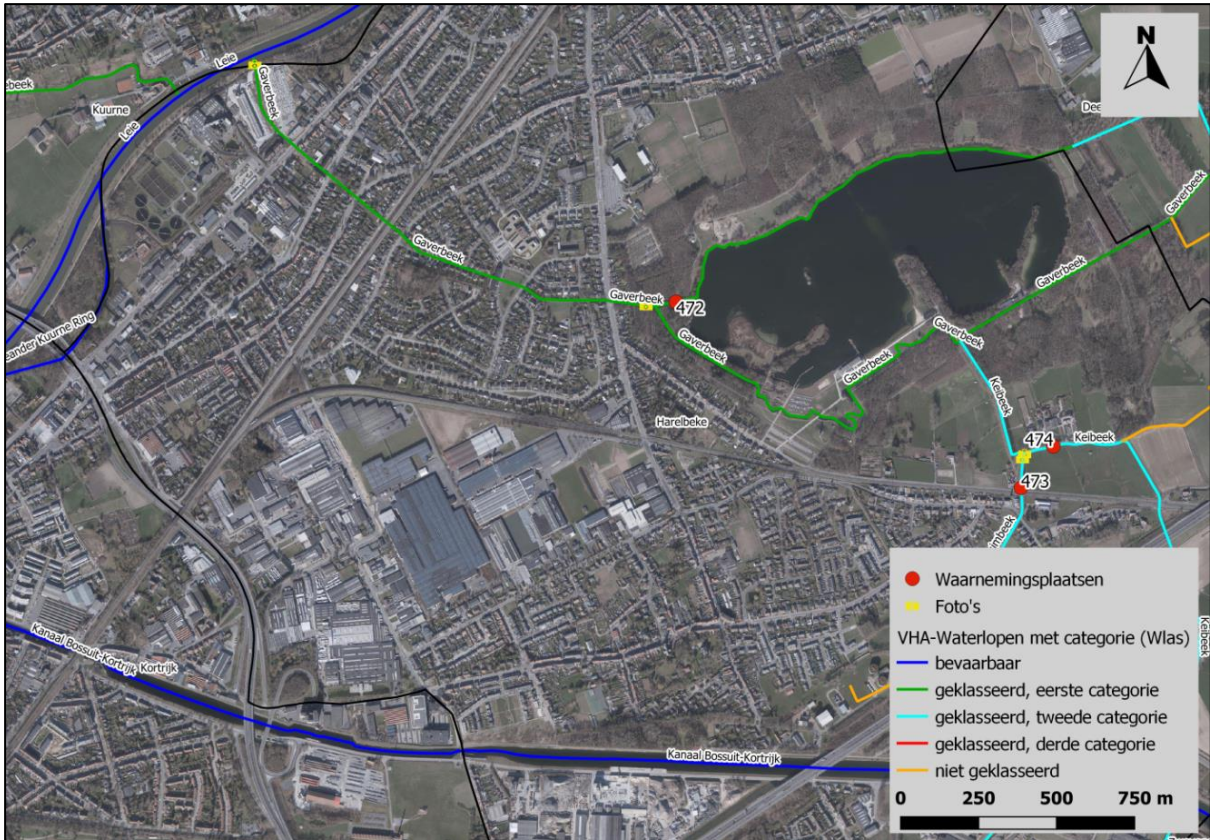 N
Leie
Gaverbeek
Kuurne
Leie
Dee
Gaverbeek
Gaverbeek
Gaverbeek
472
Gaverbeek
Gaverbeek
Gaverbeek
Gaverbeek
Keibeek
Harelbeke
474
Keibeek
473
Kanaal Bossuit-Kortrijk
Kortrijk
Kanaal Bossuit-Kortrijk
Keibeek
Waarnemingsplaatsen
Foto's
VHA-Waterlopen met categorie (Wlas)
bevaarbaar
geklasseerd, eerste categorie
geklasseerd, tweede categorie
geklasseerd, derde categorie
niet geklasseerd
0 250 500 750 m